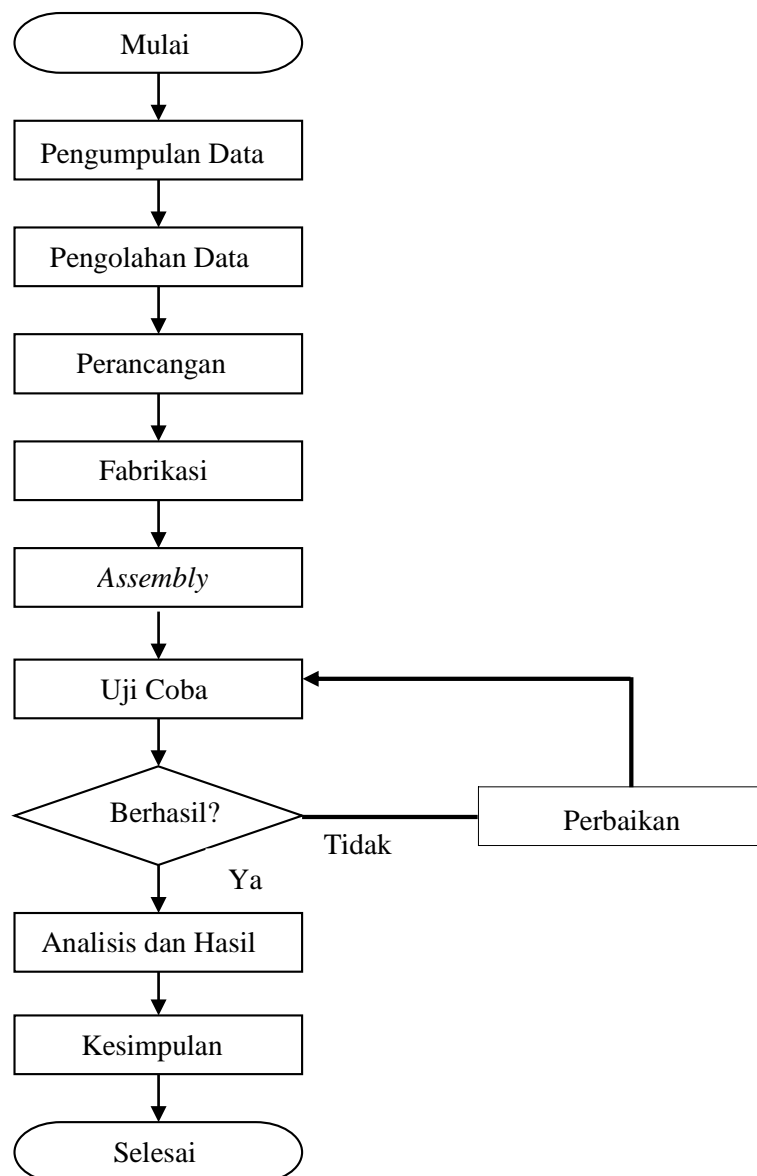 Mulai
Pengumpulan Data
Pengolahan Data
Perancangan
Fabrikasi
Assembly
Uji Coba
Berhasil?
Tidak
Perbaikan
Ya
Analisis dan Hasil
Kesimpulan
Selesai